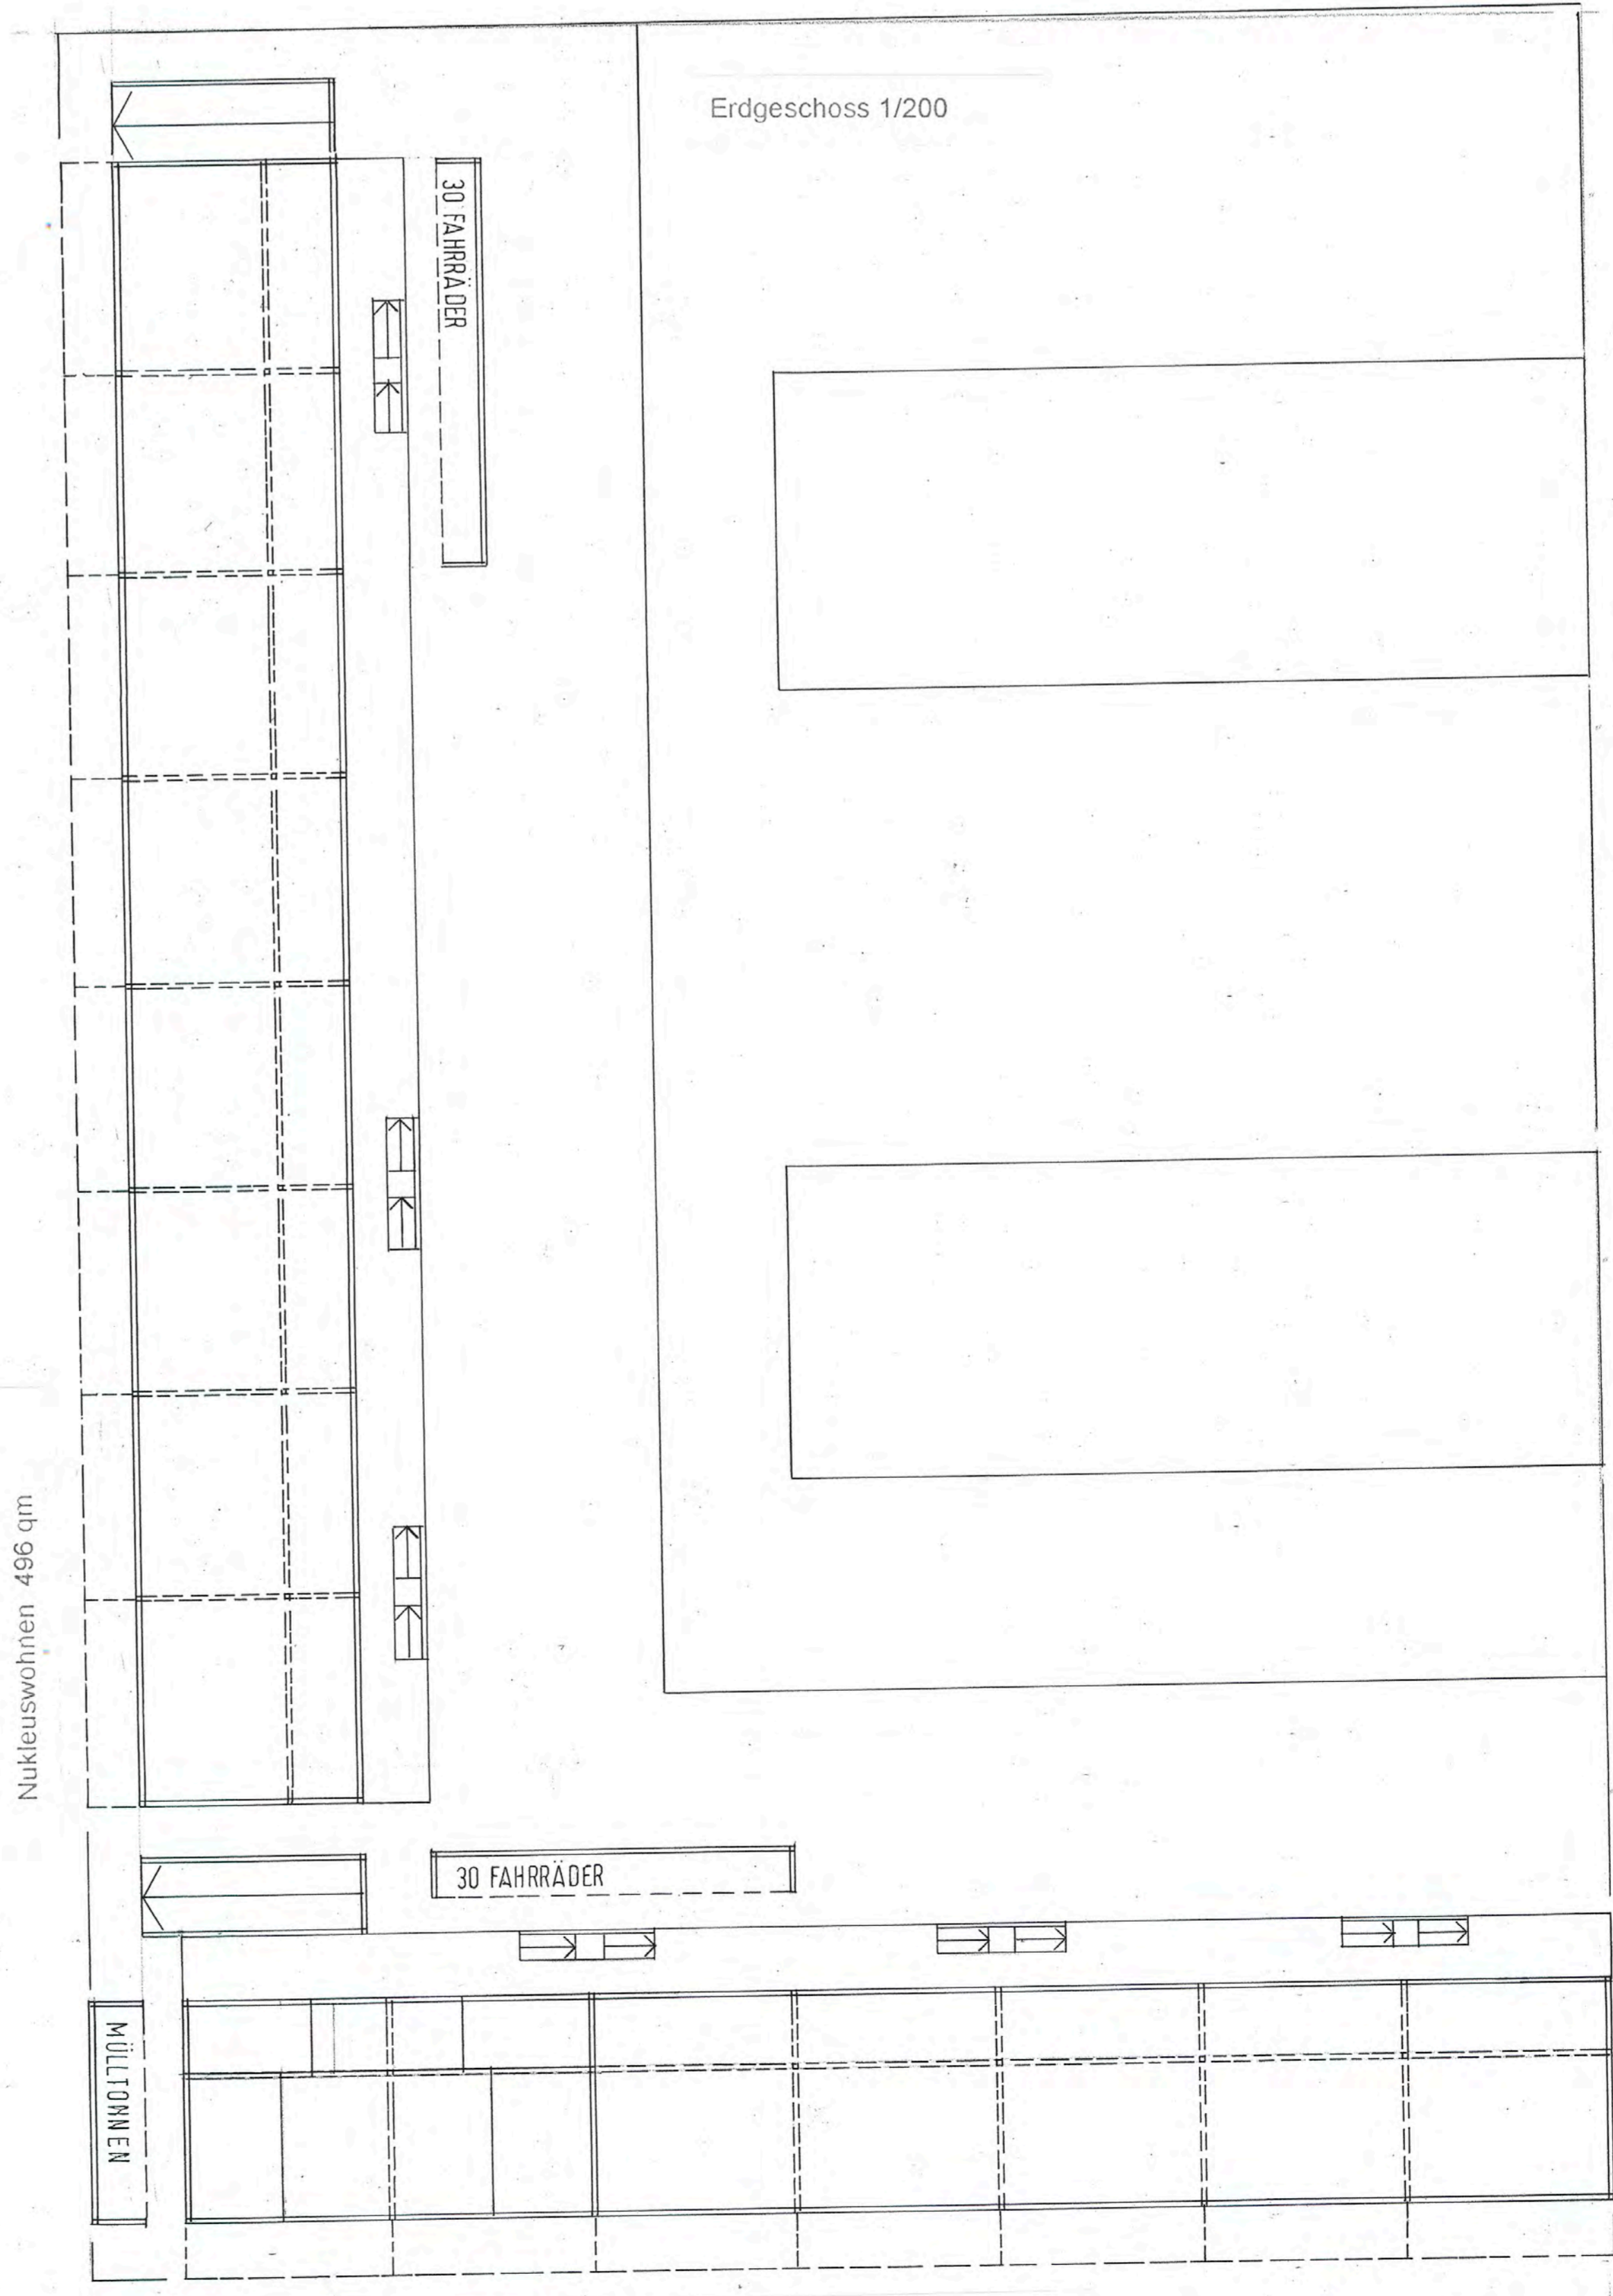 Erdgeschoss 1/200
30 FAHRRÄDER
Nukleuswohnen 496 qm
30 FAHRRÄDER
MÜLLTONNEN